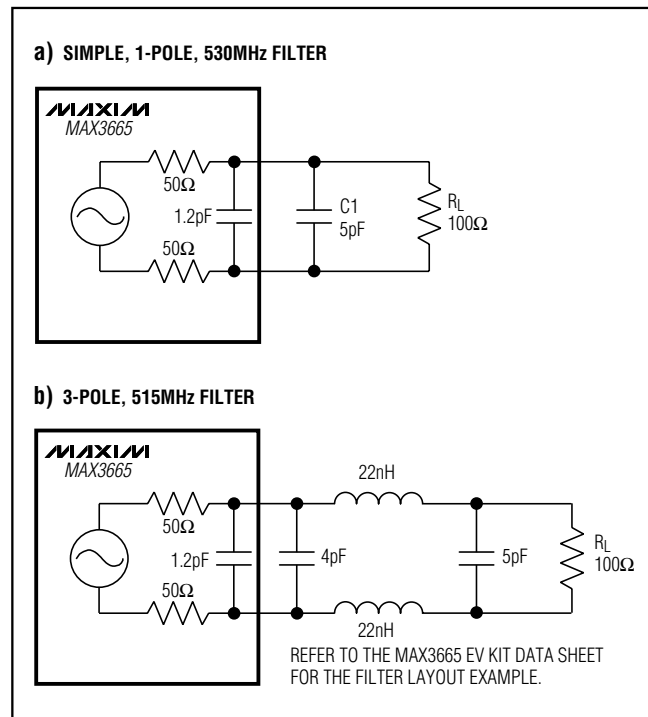 a) SIMPLE, 1-POLE, 530MHz FILTER
MAXIM
MAX3665
50Ω
1.2pF
C1
5pF
RL
100Ω
50Ω
b) 3-POLE, 515MHz FILTER
MAXIM
MAX3665
22nH
50Ω
1.2pF
4pF
5pF
RL
100Ω
50Ω
22nH
REFER TO THE MAX3665 EV KIT DATA SHEET
FOR THE FILTER LAYOUT EXAMPLE.